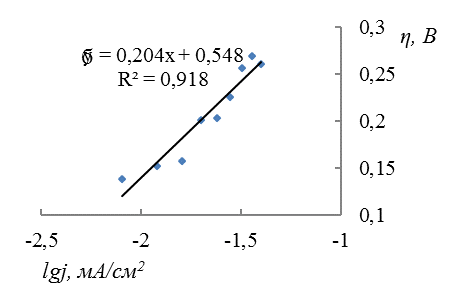 0,3
η, В
y = 0,204x + 0,548
R² = 0,918
0,25
0,2
0,15
0,1
-2,5 -2 -1,5 -1
lgj, мА/см²